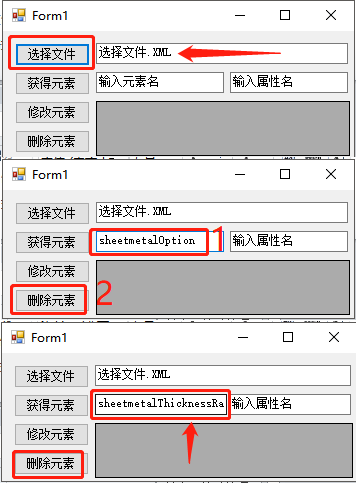 Form1
选择文件 选择文件.XML
获得元素 输入元素名 输入属性名
修改元素
删除元素
Form1
选择文件 选择文件.XML
获得元素 sheetmetalOption 1 输入属性名
修改元素
删除元素 2
Form1
选择文件 选择文件.XML
获得元素 sheetmetalThicknessRa 输入属性名
修改元素
删除元素